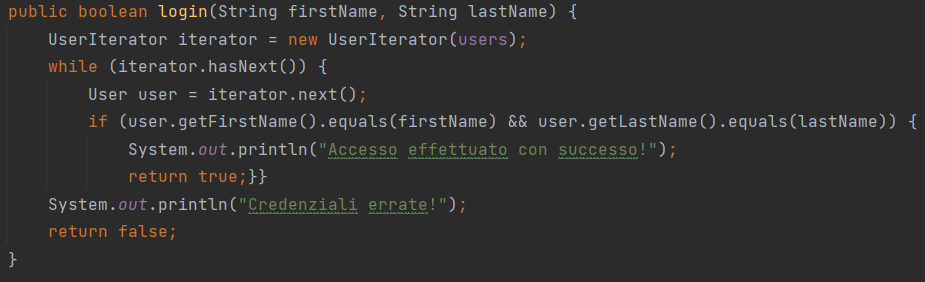 public boolean login(String firstName, String lastName) {
    UserIterator iterator = new UserIterator(users);
    while (iterator.hasNext()) {
        User user = iterator.next();
        if (user.getFirstName().equals(firstName) && user.getLastName().equals(lastName)) {
            System.out.println("Accesso effettuato con successo!");
            return true;}}
    System.out.println("Credenziali errate!");
    return false;
}